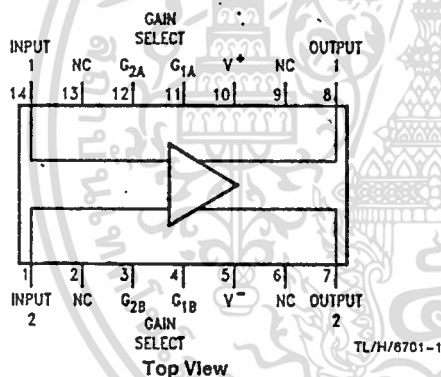 GAIN
SELECT
INPUT
1
NC
G2A
G1A
V+
NC
OUTPUT
1
14 13 12 11 10 9 8
1 2 3 4 5 6 7
INPUT
2
NC
G2B
G1B
V−
NC
OUTPUT
2
GAIN
SELECT
TL/H/6701-1
Top View